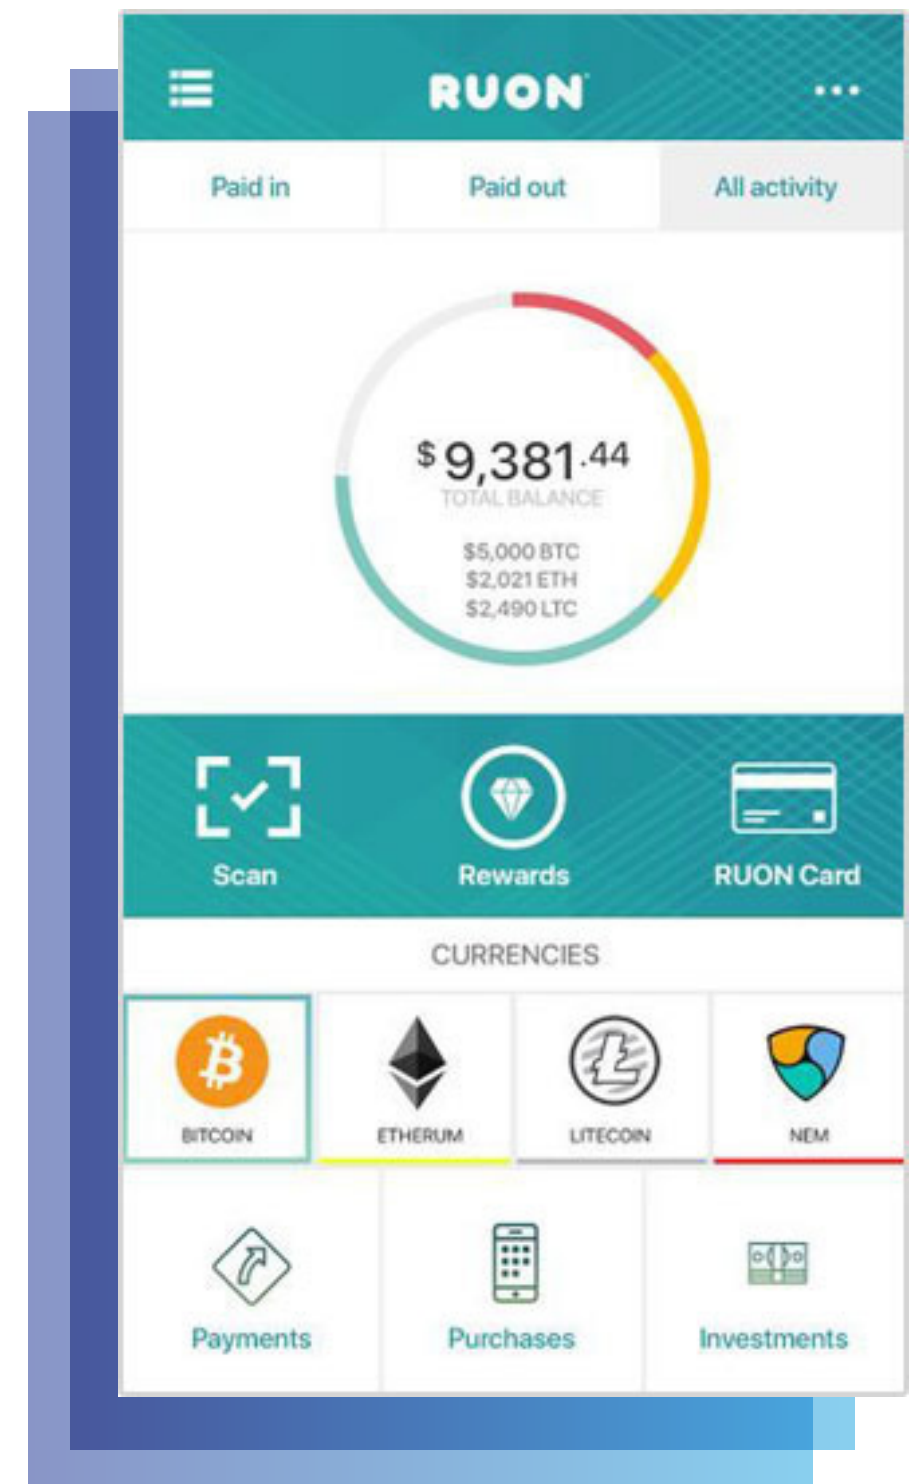 RUON
Paid in Paid out All activity
$9,381.44
TOTAL BALANCE
$5,000 BTC
$2,021 ETH
$2,490 LTC
Scan Rewards RUON Card
CURRENCIES
BITCOIN ETHERUM LITECOIN NEM
Payments Purchases Investments